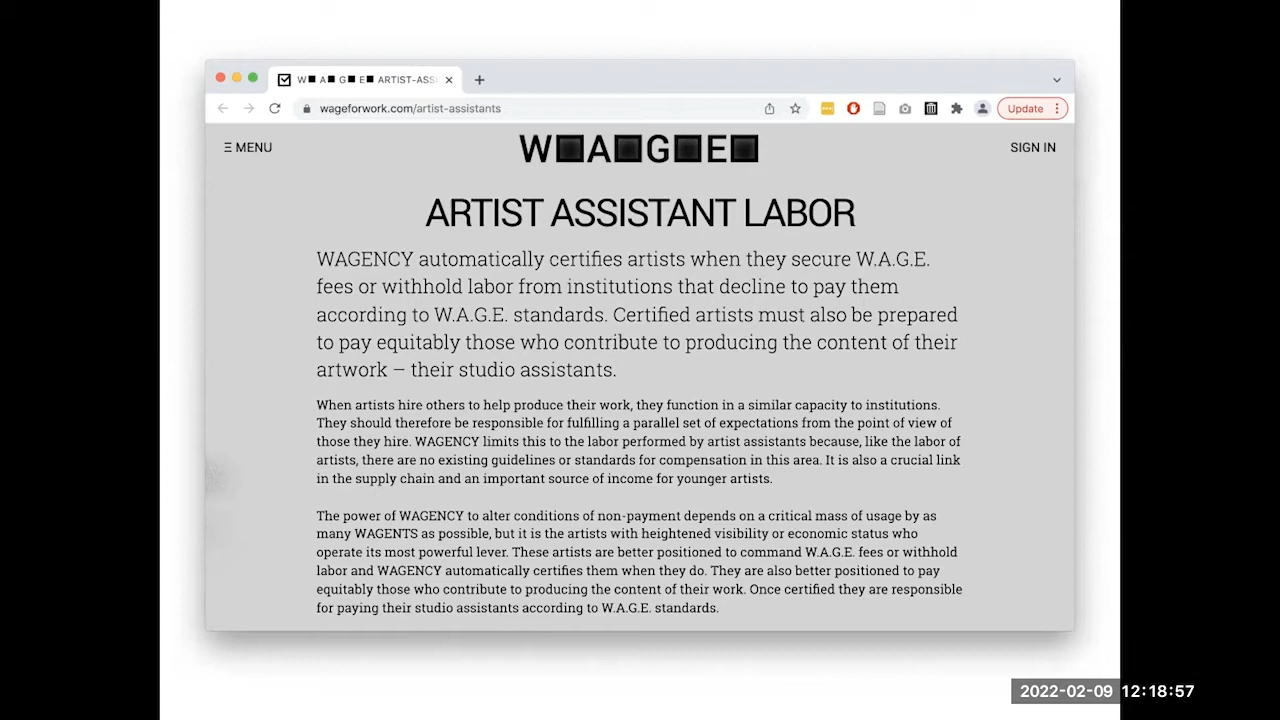 W■ A■ G■ E■ ARTIST-ASS
wageforwork.com/artist-assistants
Update
MENU
W■A■G■E■
SIGN IN
ARTIST ASSISTANT LABOR
WAGENCY automatically certifies artists when they secure W.A.G.E.
fees or withhold labor from institutions that decline to pay them
according to W.A.G.E. standards. Certified artists must also be prepared
to pay equitably those who contribute to producing the content of their
artwork – their studio assistants.
When artists hire others to help produce their work, they function in a similar capacity to institutions.
They should therefore be responsible for fulfilling a parallel set of expectations from the point of view of
those they hire. WAGENCY limits this to the labor performed by artist assistants because, like the labor of
artists, there are no existing guidelines or standards for compensation in this area. It is also a crucial link
in the supply chain and an important source of income for younger artists.
The power of WAGENCY to alter conditions of non-payment depends on a critical mass of usage by as
many WAGENTS as possible, but it is the artists with heightened visibility or economic status who
operate its most powerful lever. These artists are better positioned to command W.A.G.E. fees or withhold
labor and WAGENCY automatically certifies them when they do. They are also better positioned to pay
equitably those who contribute to producing the content of their work. Once certified they are responsible
for paying their studio assistants according to W.A.G.E. standards.
2022-02-09 12:18:57